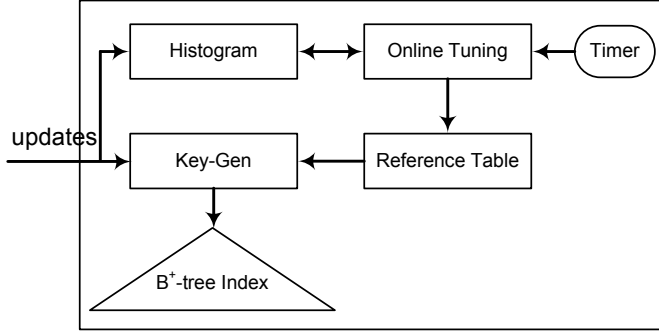 Histogram
Online Tuning
Timer
updates
Key-Gen
Reference Table
B+-tree Index